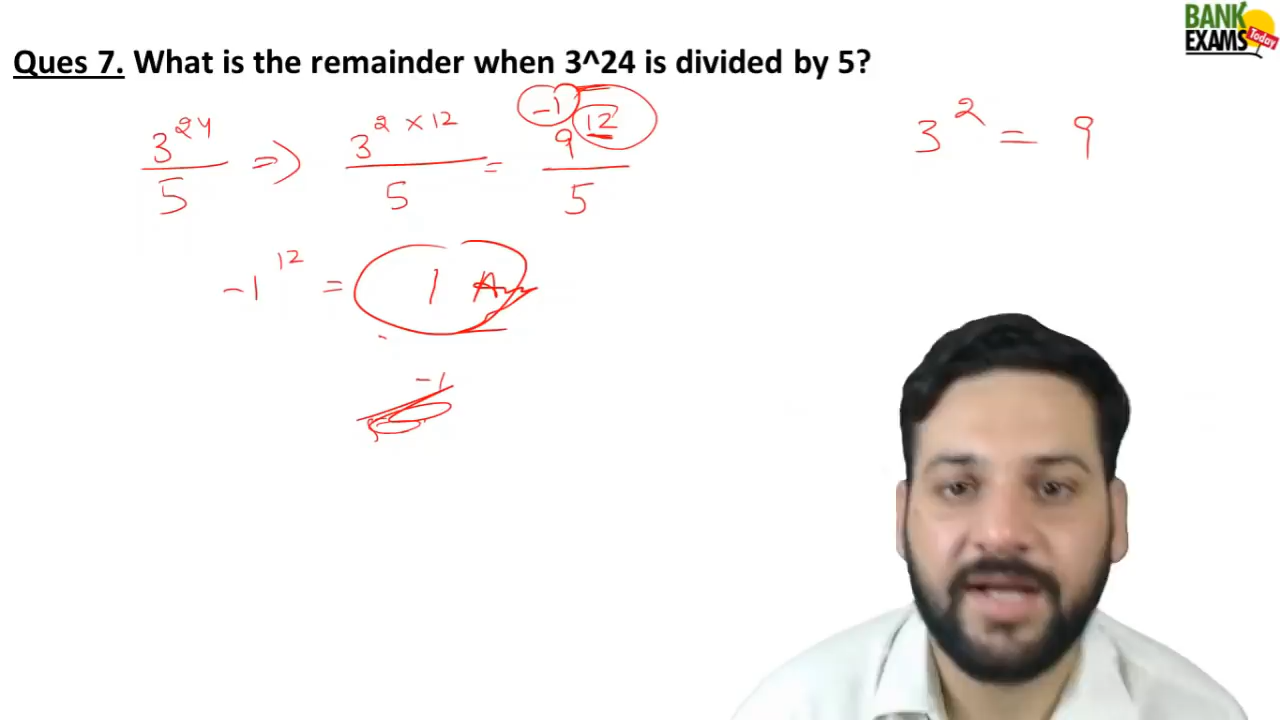 BANK
EXAMS Today
Ques 7. What is the remainder when 3^24 is divided by 5?
3^24 / 5 => 3^2 × 12 / 5 = 9^12 / 5
-1 12
3^2 = 9
-1^12 = 1 Ans
-1